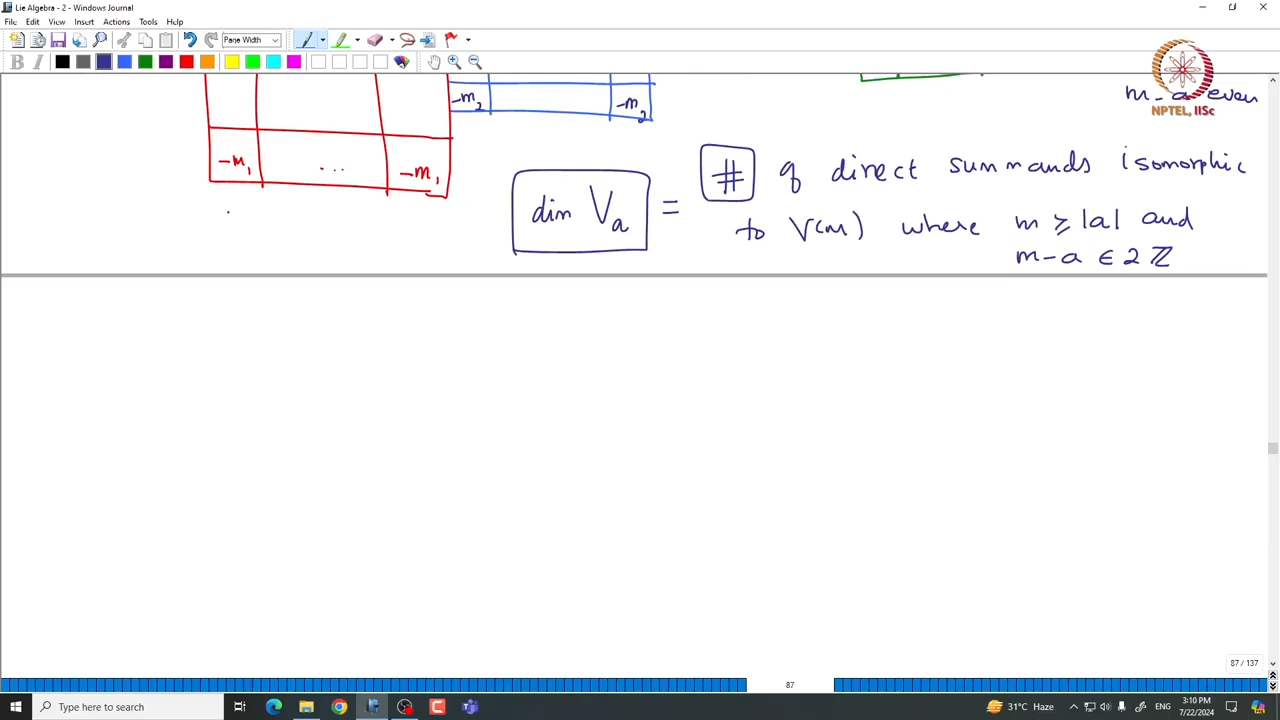 Lie Algebra - 2 - Windows Journal
File Edit View Insert Actions Tools Help
Page Width
B I
-m₂ -m₂
m - a even
NPTEL, IISc
-m₁ ... -m₁
dim Vₐ = # of direct summands isomorphic
to V(m) where m ≥ |a| and
m - a ∈ 2ℤ
87 / 137
87
Type here to search
31°C Haze
ENG
3:10 PM
7/22/2024